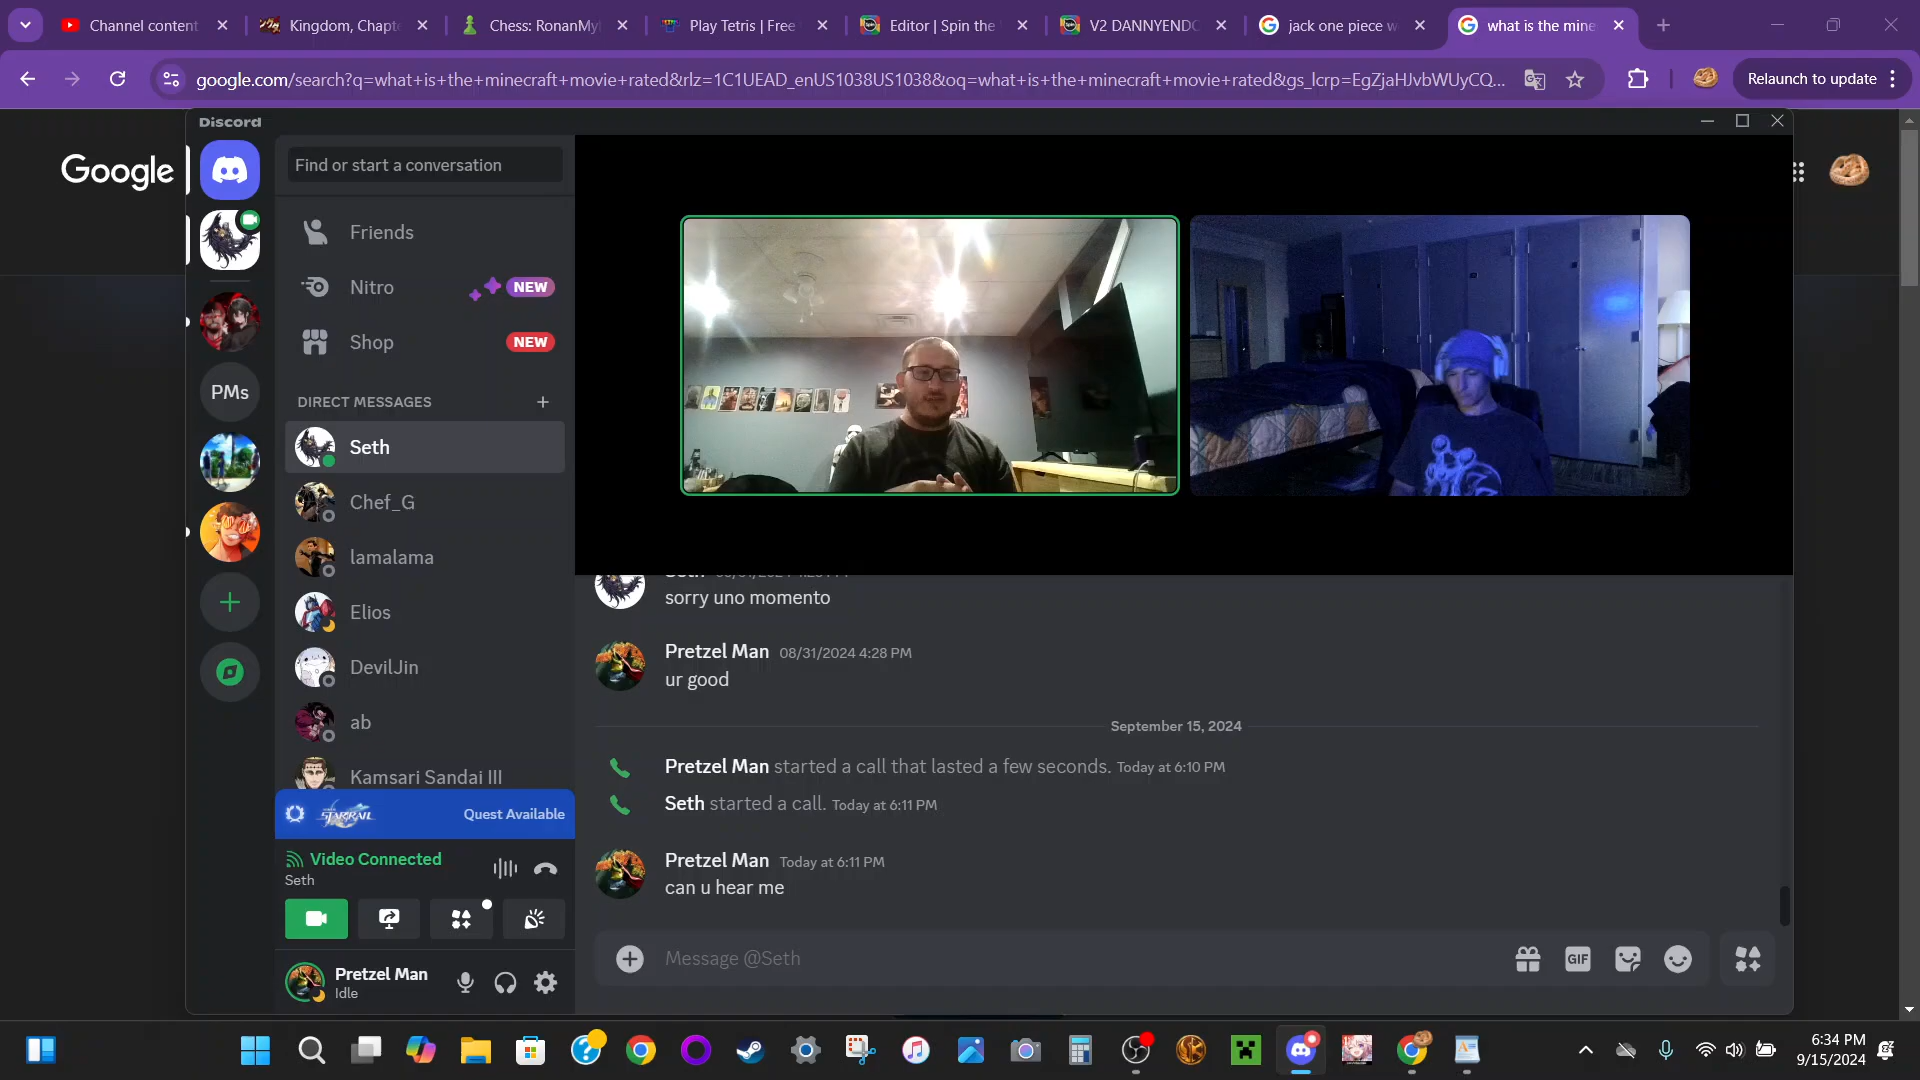 Channel content
Kingdom, Chapt
Chess: RonanMy
Play Tetris | Free
Editor | Spin the
V2 DANNYENDC
jack one piece w
what is the mine
google.com/search?q=what+is+the+minecraft+movie+rated&rlz=1C1UEAD_enUS1038US1038&oq=what+is+the+minecraft+movie+rated&gs_lcrp=EgZjaHJvbWUyCQ...
Relaunch to update
Google
Discord
Find or start a conversation
Friends
Nitro
NEW
Shop
NEW
PMs
DIRECT MESSAGES
Seth
Chef_G
lamalama
Elios
DevilJin
ab
Kamsari Sandai III
STARRAIL
Quest Available
Video Connected
Seth
Pretzel Man
Idle
sorry uno momento
Pretzel Man 08/31/2024 4:28 PM
ur good
September 15, 2024
Pretzel Man started a call that lasted a few seconds. Today at 6:10 PM
Seth started a call. Today at 6:11 PM
Pretzel Man Today at 6:11 PM
can u hear me
Message @Seth
GIF
6:34 PM
9/15/2024